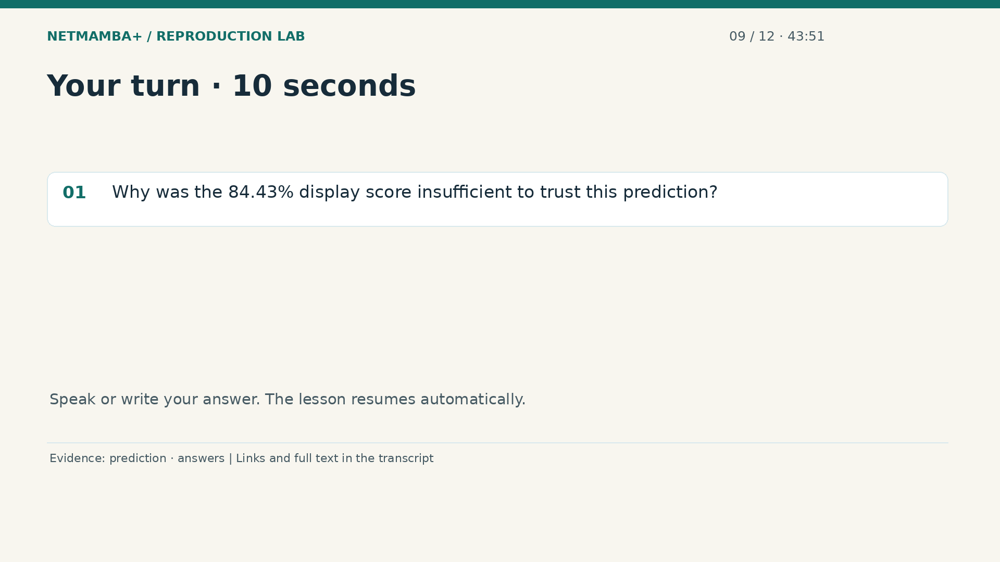 NETMAMBA+ / REPRODUCTION LAB
09 / 12 · 43:51
Your turn · 10 seconds
01 Why was the 84.43% display score insufficient to trust this prediction?
Speak or write your answer. The lesson resumes automatically.
Evidence: prediction · answers | Links and full text in the transcript